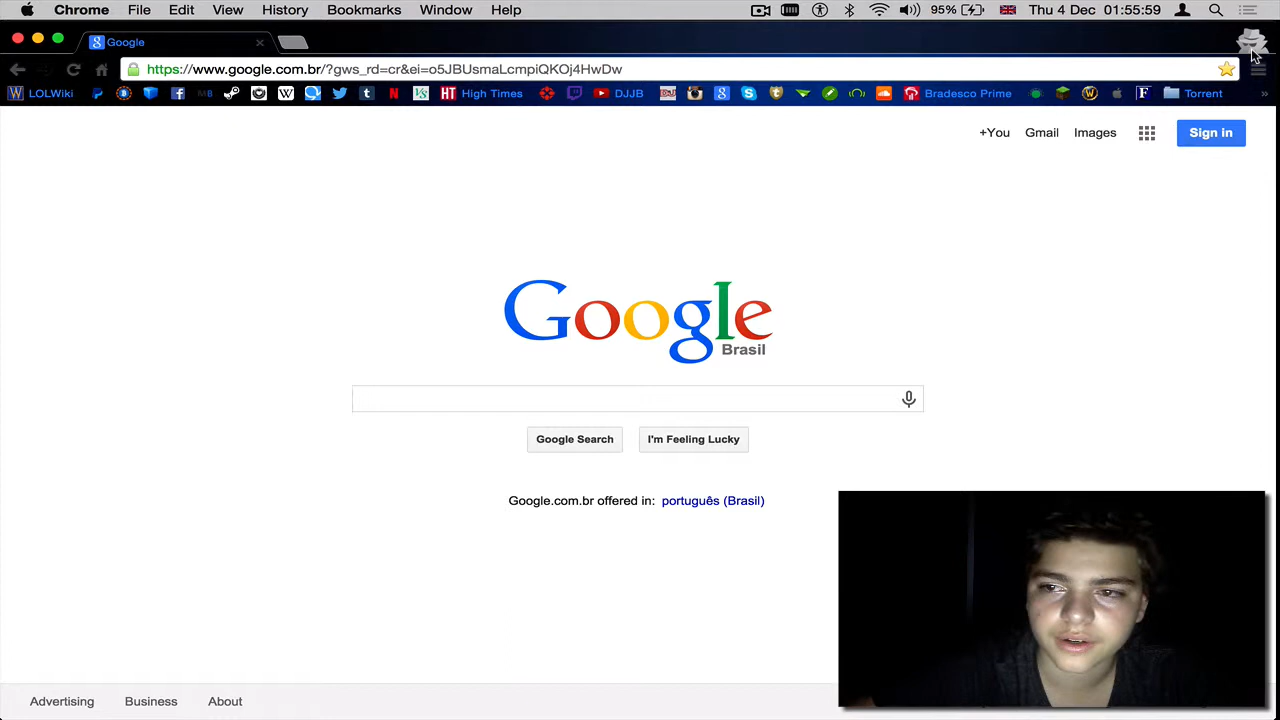 Chrome File Edit View History Bookmarks Window Help 95% Thu 4 Dec 01:55:59
Google
https://www.google.com.br/?gws_rd=cr&ei=o5JBUsmaLcmpiQKOj4HwDw
LOLWiki HT High Times DJJB Bradesco Prime Torrent »
+You Gmail Images Sign in
Google
Brasil
Google Search I'm Feeling Lucky
Google.com.br offered in: português (Brasil)
Advertising Business About